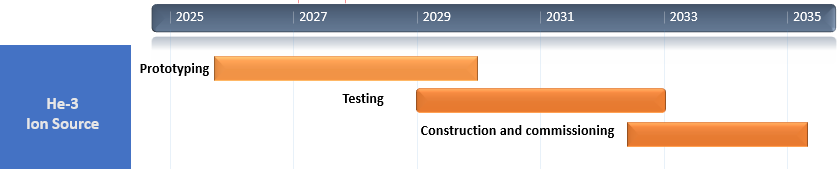 2025 2027 2029 2031 2033 2035
Prototyping
Testing
He-3
Ion Source
Construction and commissioning